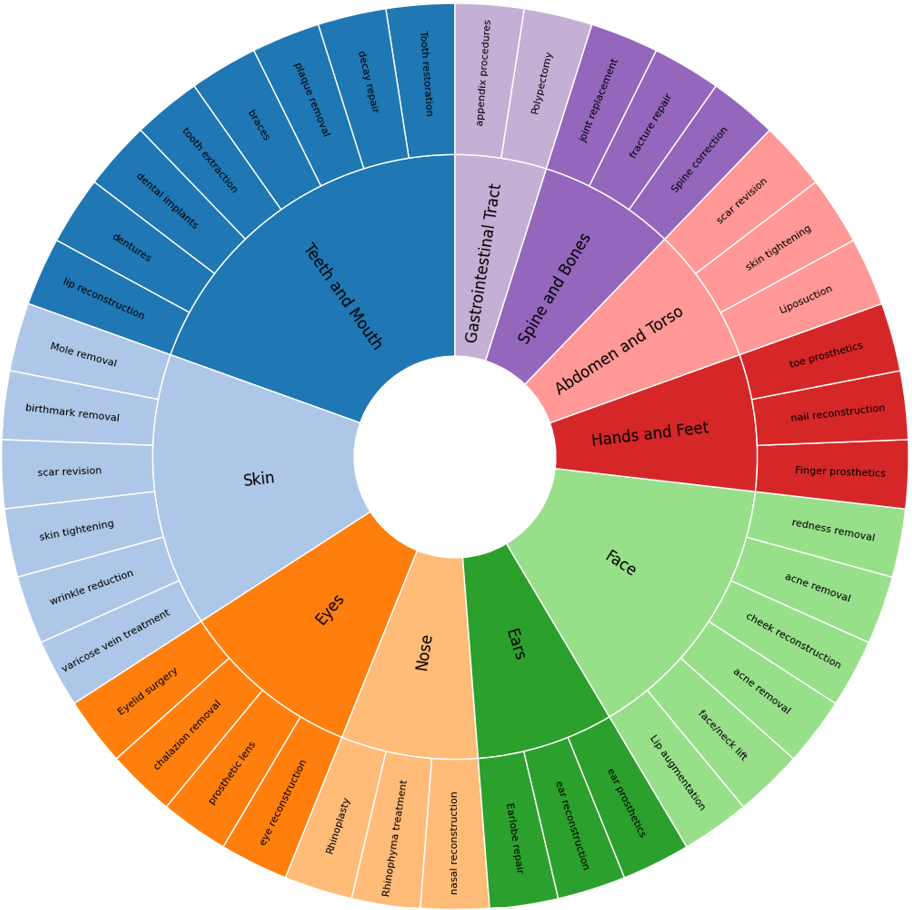 Teeth and Mouth
Tooth restoration
decay repair
plaque removal
braces
tooth extraction
dental implants
dentures
lip reconstruction
Skin
Mole removal
birthmark removal
scar revision
skin tightening
wrinkle reduction
varicose vein treatment
Eyes
Eyelid surgery
chalazion removal
prosthetic lens
eye reconstruction
Nose
Rhinoplasty
Rhinophyma treatment
nasal reconstruction
Ears
Earlobe repair
ear reconstruction
ear prosthetics
Face
Lip augmentation
face/neck lift
acne removal
cheek reconstruction
acne removal
redness removal
Hands and Feet
Finger prosthetics
nail reconstruction
toe prosthetics
Abdomen and Torso
Liposuction
skin tightening
scar revision
Spine and Bones
Spine correction
fracture repair
joint replacement
Gastrointestinal Tract
Polypectomy
appendix procedures